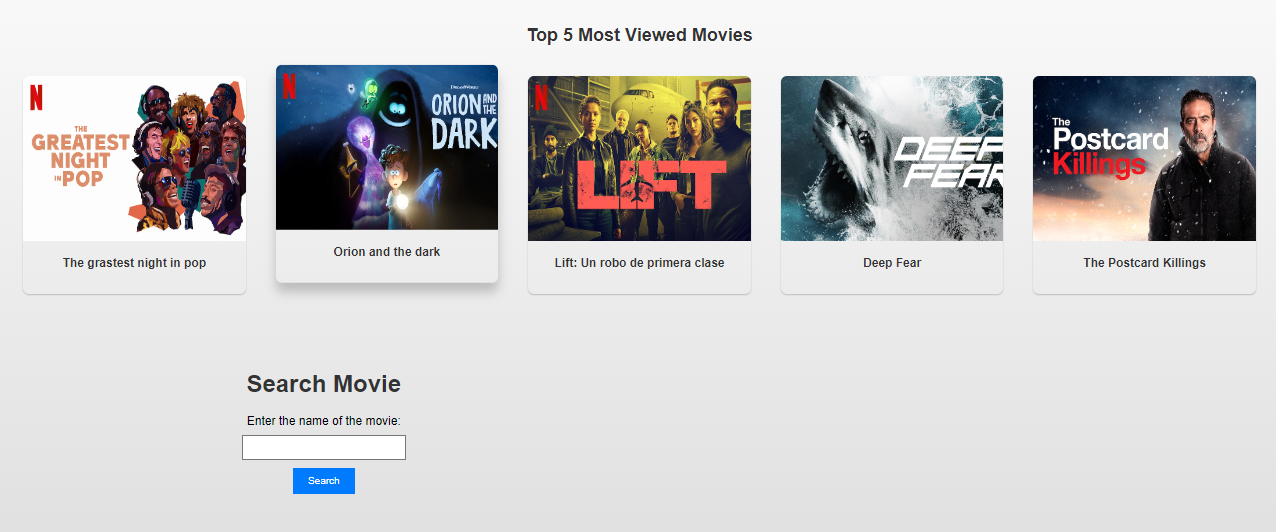 Top 5 Most Viewed Movies
N
THE
GREATEST
NIGHT
IN POP
The grastest night in pop
N
DREAMWORKS
ORION AND THE
DARK
Orion and the dark
N
LIFT
Lift: Un robo de primera clase
DEEP
FEAR
Deep Fear
The
Postcard
Killings
The Postcard Killings
Search Movie
Enter the name of the movie:
Search